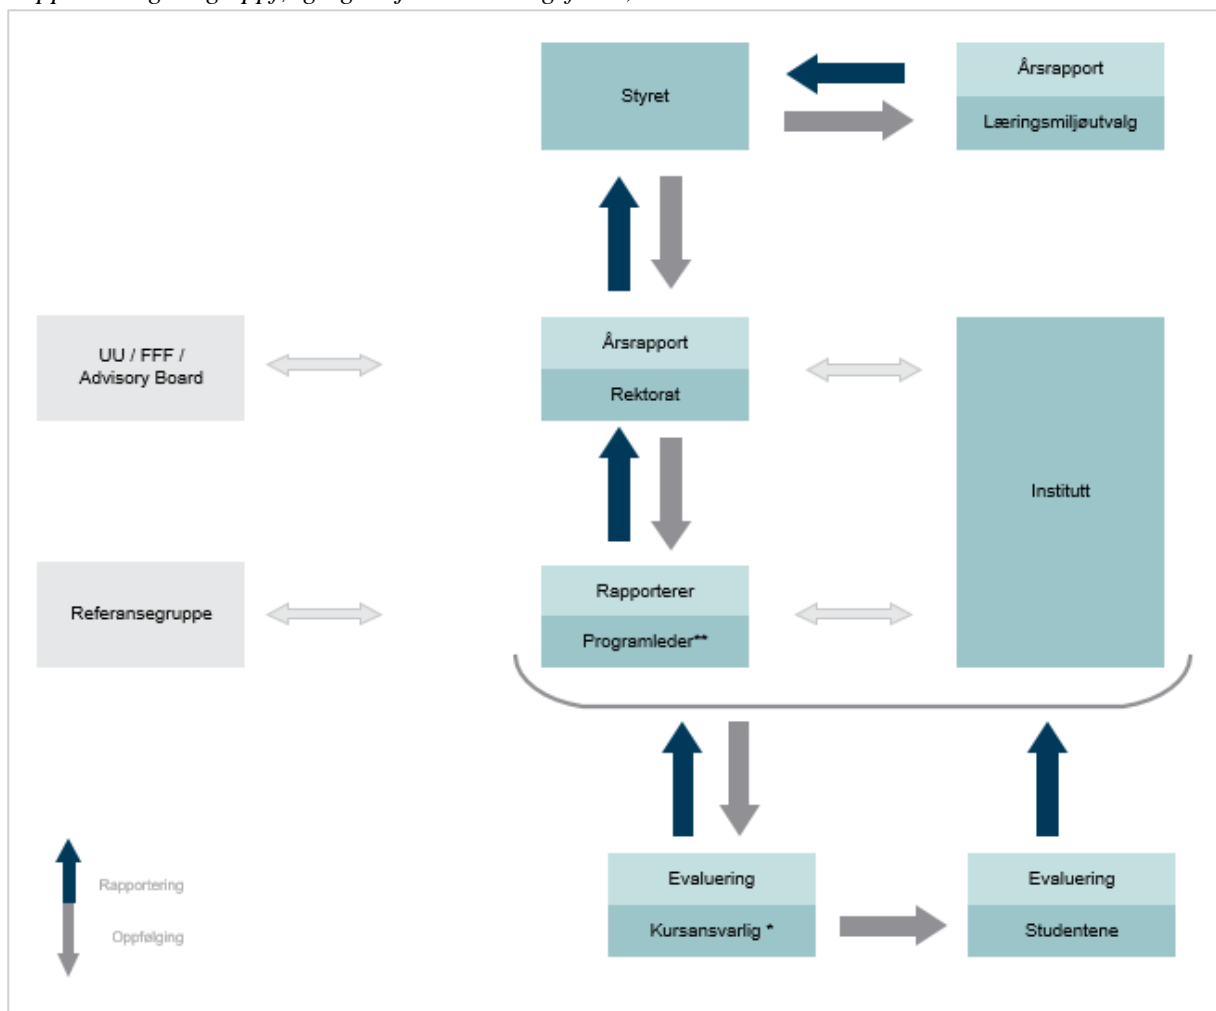 Styret
Årsrapport
Læringsmiljøutvalg
UU / FFF /
Advisory Board
Årsrapport
Rektorat
Institutt
Referansegruppe
Rapporterer
Programleder**
Evaluering
Kursansvarlig *
Evaluering
Studentene
Rapportering
Oppfølging